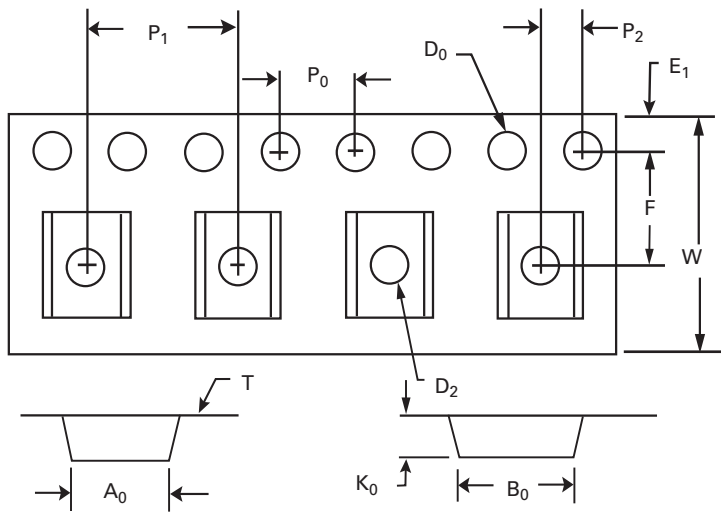 P₁
P₀
D₀
P₂
E₁
F
W
D₂
T
A₀
K₀
B₀